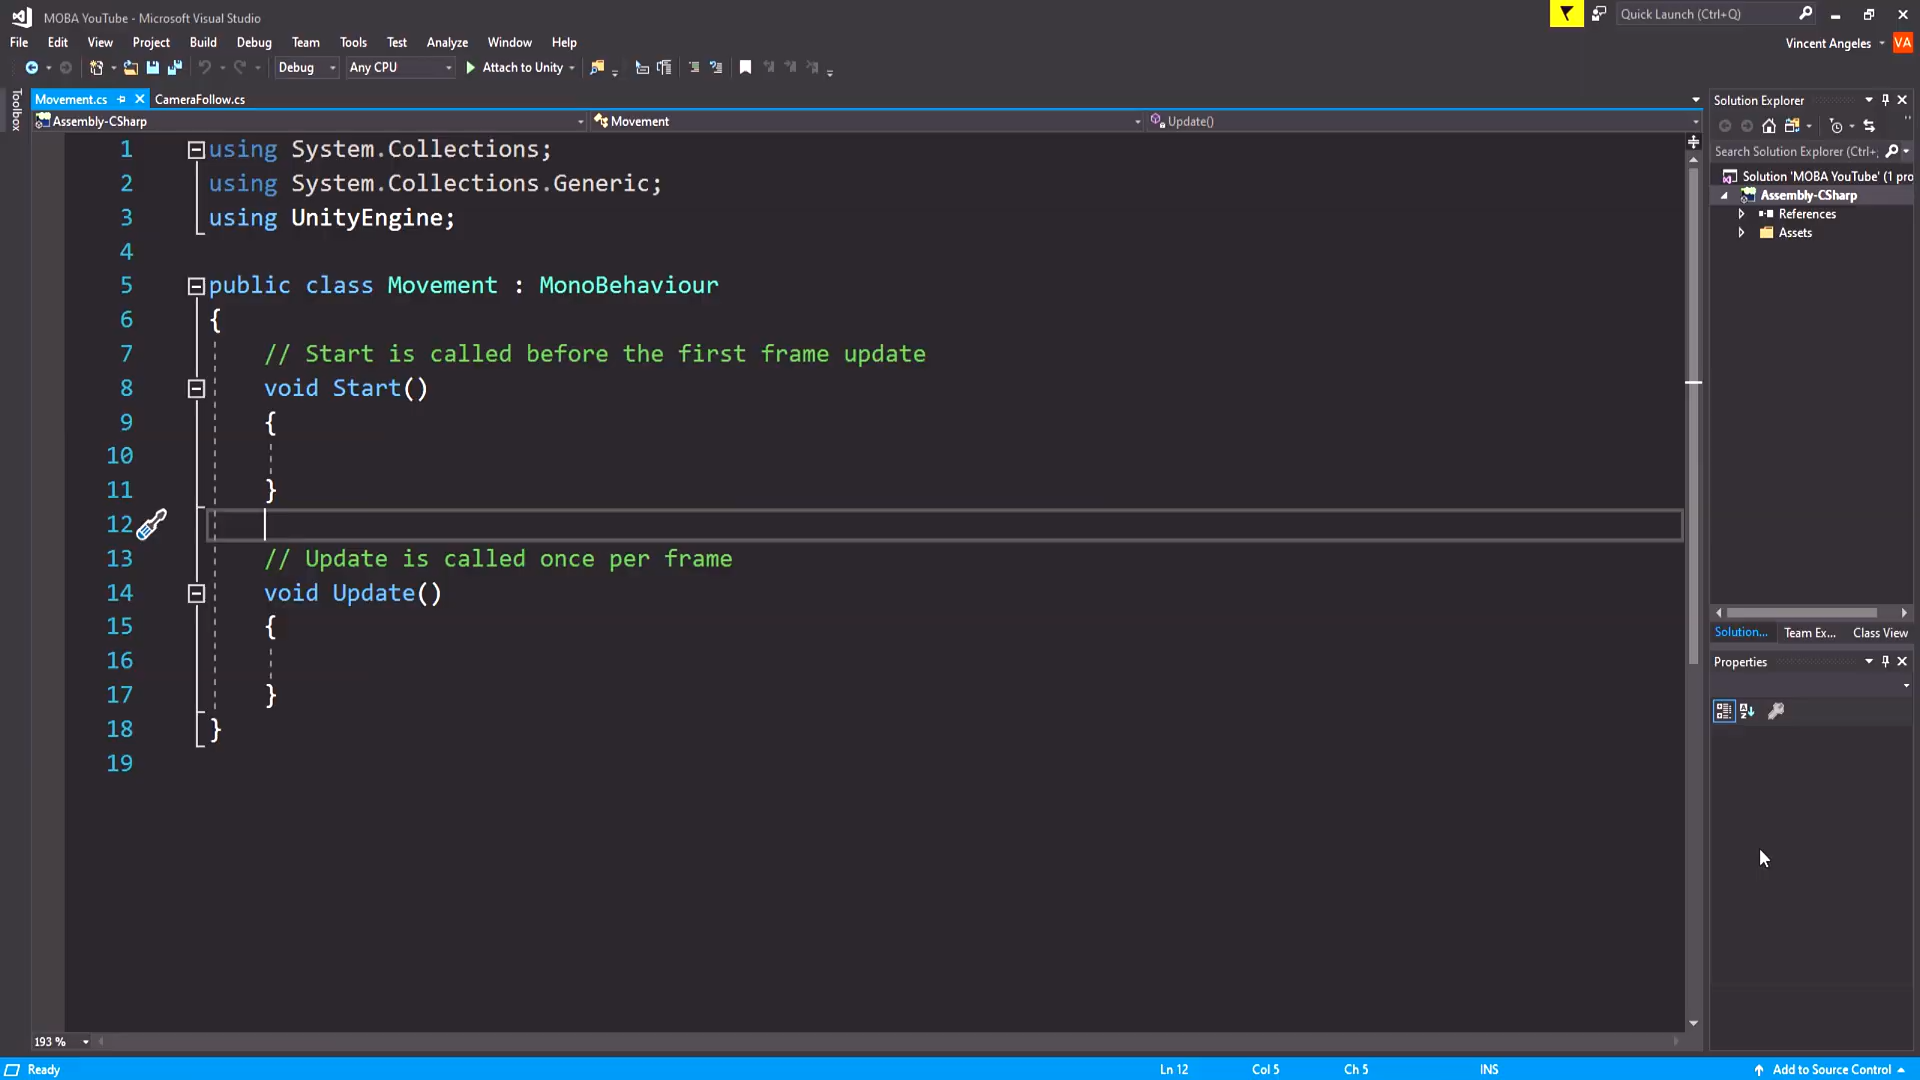 MOBA YouTube - Microsoft Visual Studio
Quick Launch (Ctrl+Q)
File Edit View Project Build Debug Team Tools Test Analyze Window Help
Vincent Angeles VA
Debug Any CPU Attach to Unity
Toolbox
Movement.cs CameraFollow.cs
Assembly-CSharp Movement Update()
1 using System.Collections;
2 using System.Collections.Generic;
3 using UnityEngine;
4
5 public class Movement : MonoBehaviour
6 {
7 // Start is called before the first frame update
8 void Start()
9 {
10
11 }
12
13 // Update is called once per frame
14 void Update()
15 {
16
17 }
18 }
19
193 %
Solution Explorer
Search Solution Explorer (Ctrl+;
Solution 'MOBA YouTube' (1 pro
Assembly-CSharp
References
Assets
Solution... Team Ex... Class View
Properties
Ready Ln 12 Col 5 Ch 5 INS Add to Source Control